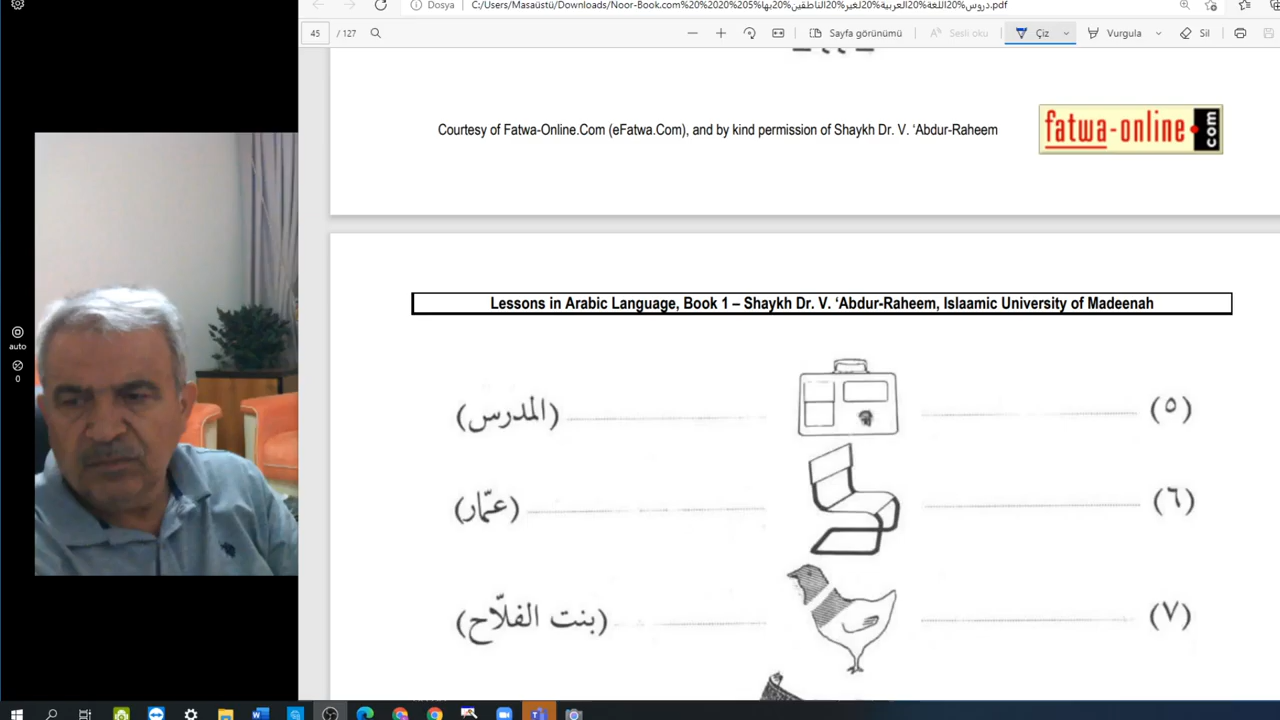 Dosya C:/Users/Masaüstü/Downloads/Noor-Book.com%20%2020%205دروس%20اللغة%20العربية%20لغير%20الناطقين%20بها.pdf
45 / 127 Sayfa görünümü Sesli oku Çiz Vurgula Sil
Courtesy of Fatwa-Online.Com (eFatwa.Com), and by kind permission of Shaykh Dr. V. ‘Abdur-Raheem
fatwa-online.com
Lessons in Arabic Language, Book 1 – Shaykh Dr. V. ‘Abdur-Raheem, Islaamic University of Madeenah
(٥) (المدرس)
auto
0
(٦) (عمّار)
(٧) (بنت الفلّاح)